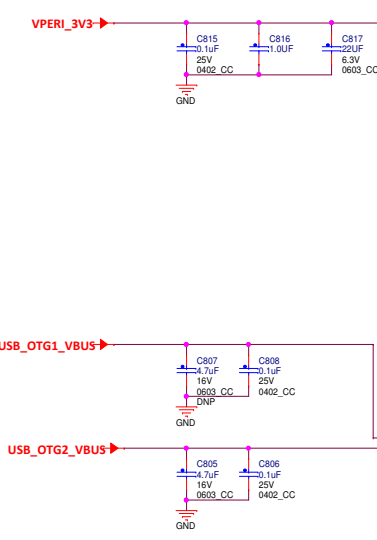 VPERI_3V3
C815
0.1uF
25V
0402_CC
C816
1.0UF
C817
22UF
6.3V
0603_CC
GND
USB_OTG1_VBUS
C807
4.7uF
16V
0603_CC
DNP
C808
0.1uF
25V
0402_CC
GND
USB_OTG2_VBUS
C805
4.7uF
16V
0603_CC
C806
0.1uF
25V
0402_CC
GND